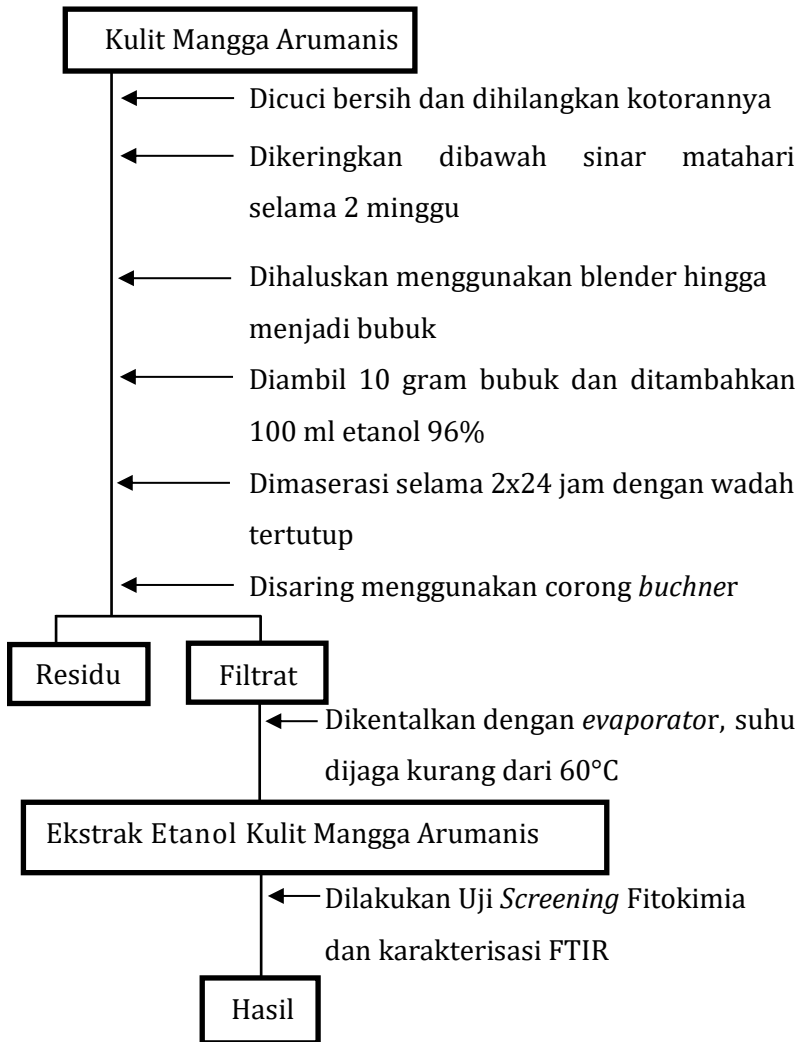 Kulit Mangga Arumanis
Dicuci bersih dan dihilangkan kotorannya
Dikeringkan dibawah sinar matahari
selama 2 minggu
Dihaluskan menggunakan blender hingga
menjadi bubuk
Diambil 10 gram bubuk dan ditambahkan
100 ml etanol 96%
Dimaserasi selama 2x24 jam dengan wadah
tertutup
Disaring menggunakan corong buchner
Residu
Filtrat
Dikentalkan dengan evaporator, suhu
dijaga kurang dari 60°C
Ekstrak Etanol Kulit Mangga Arumanis
Dilakukan Uji Screening Fitokimia
dan karakterisasi FTIR
Hasil